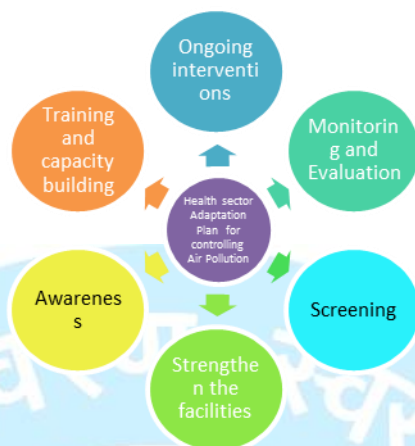 Ongoing
interventi
ons
Training
and
capacity
building
Monitorin
g and
Evaluation
Health sector
Adaptation
Plan for
controlling
Air Pollution
Awarenes
s
Screening
Strengthe
n the
facilities